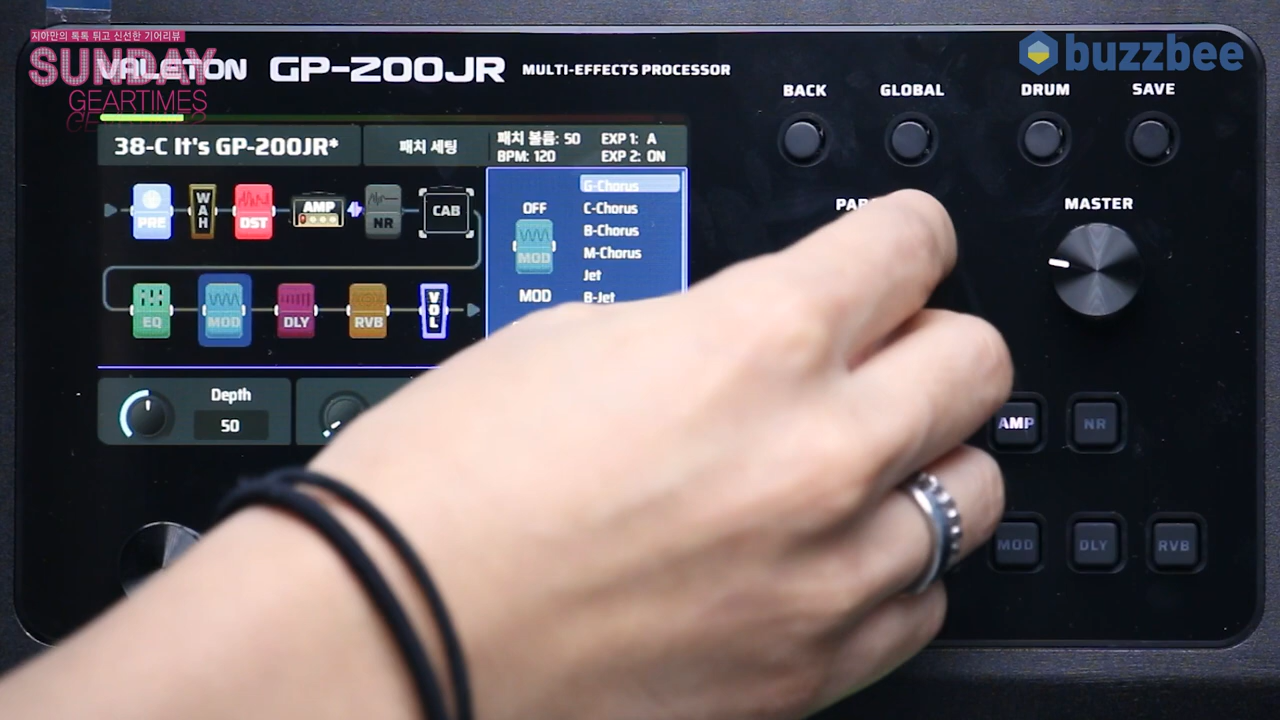 지아만의 톡톡 튀고 신선한 기어리뷰
SUNDAY
GEARTIMES
buzzbee
VALETON GP-200JR MULTI-EFFECTS PROCESSOR
BACK GLOBAL DRUM SAVE
38-C It's GP-200JR* 패치 세팅 패치 볼륨: 50 EXP 1: A
BPM: 120 EXP 2: ON
PRE WAH DST AMP NR CAB
EQ MOD DLY RVB VOL
OFF
MOD
MOD
G-Chorus
C-Chorus
B-Chorus
M-Chorus
Jet
B-Jet
Depth
50
MASTER
AMP NR
MOD DLY RVB